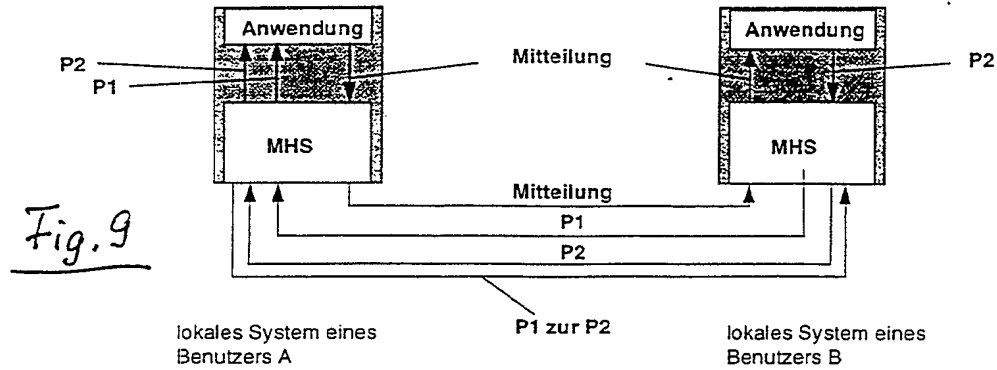 Anwendung
Anwendung
P2
P1
Mitteilung
P2
MHS
MHS
Mitteilung
P1
P2
Fig. 9
P1 zur P2
lokales System eines
Benutzers A
lokales System eines
Benutzers B